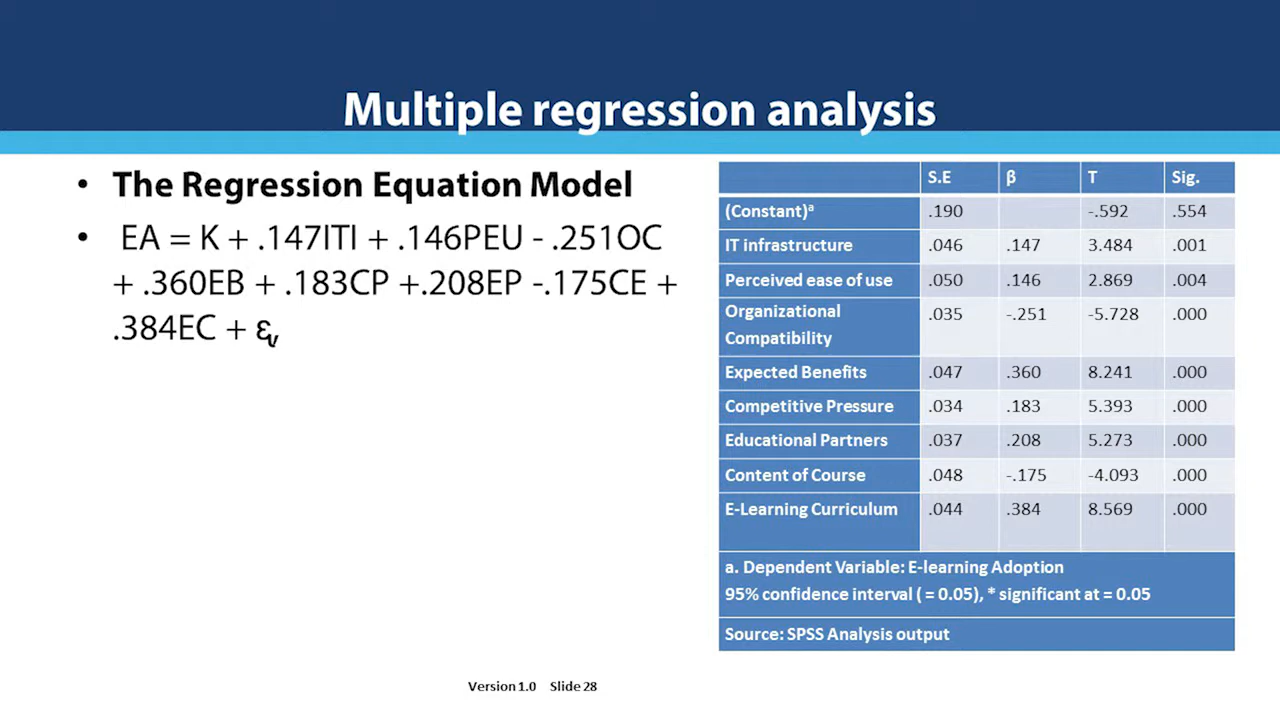 Multiple regression analysis
• The Regression Equation Model
• EA = K + .147ITI + .146PEU - .251OC
+ .360EB + .183CP +.208EP -.175CE +
.384EC + ε
S.E β T Sig.
(Constant)ᵃ .190 -.592 .554
IT infrastructure .046 .147 3.484 .001
Perceived ease of use .050 .146 2.869 .004
Organizational
Compatibility .035 -.251 -5.728 .000
Expected Benefits .047 .360 8.241 .000
Competitive Pressure .034 .183 5.393 .000
Educational Partners .037 .208 5.273 .000
Content of Course .048 -.175 -4.093 .000
E-Learning Curriculum .044 .384 8.569 .000
a. Dependent Variable: E-learning Adoption
95% confidence interval ( = 0.05), * significant at = 0.05
Source: SPSS Analysis output
Version 1.0 Slide 28